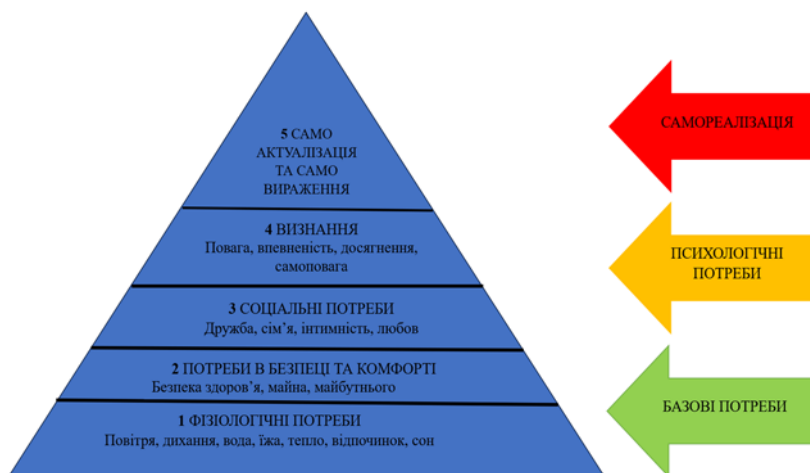 5 САМО
АКТУАЛІЗАЦІЯ
ТА САМО
ВИРАЖЕННЯ
4 ВИЗНАННЯ
Повага, впевненість, досягнення,
самоповага
3 СОЦІАЛЬНІ ПОТРЕБИ
Дружба, сім’я, інтимність, любов
2 ПОТРЕБИ В БЕЗПЕЦІ ТА КОМФОРТІ
Безпека здоров’я, майна, майбутнього
1 ФІЗІОЛОГІЧНІ ПОТРЕБИ
Повітря, дихання, вода, їжа, тепло, відпочинок, сон
САМОРЕАЛІЗАЦІЯ
ПСИХОЛОГІЧНІ
ПОТРЕБИ
БАЗОВІ ПОТРЕБИ